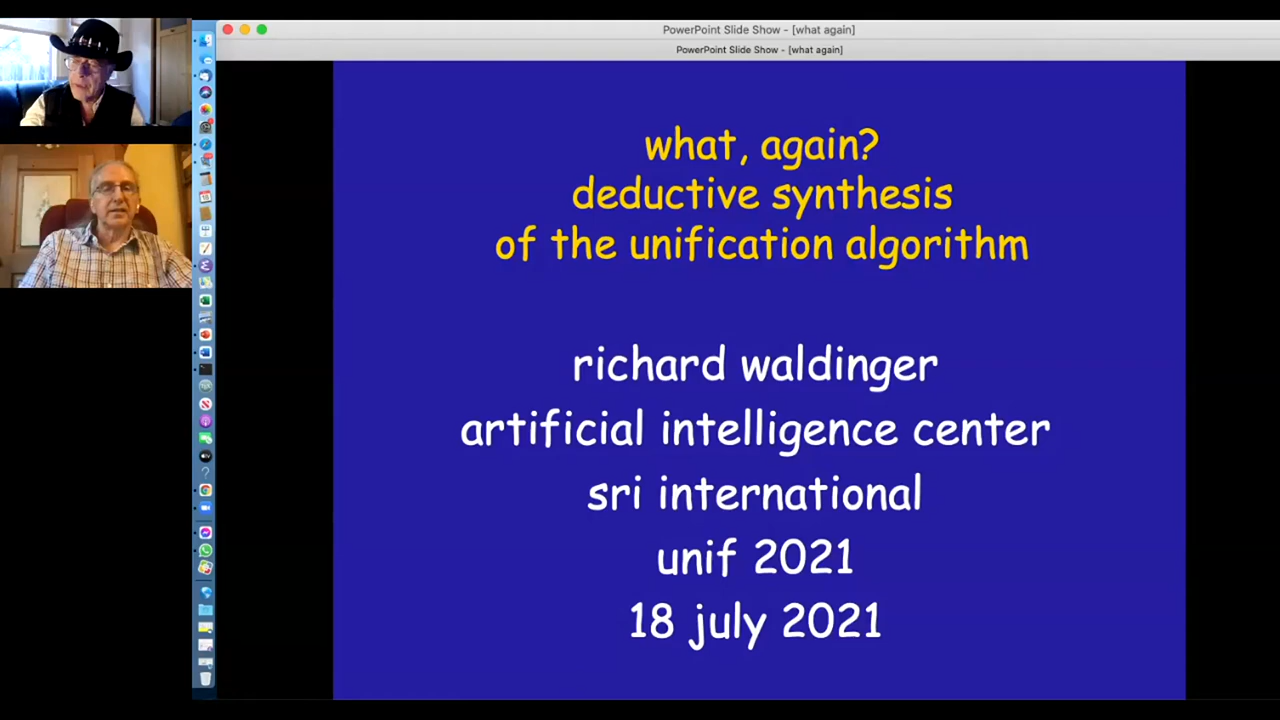 PowerPoint Slide Show - [what again]
PowerPoint Slide Show - [what again]
what, again?
deductive synthesis
of the unification algorithm
richard waldinger
artificial intelligence center
sri international
unif 2021
18 july 2021